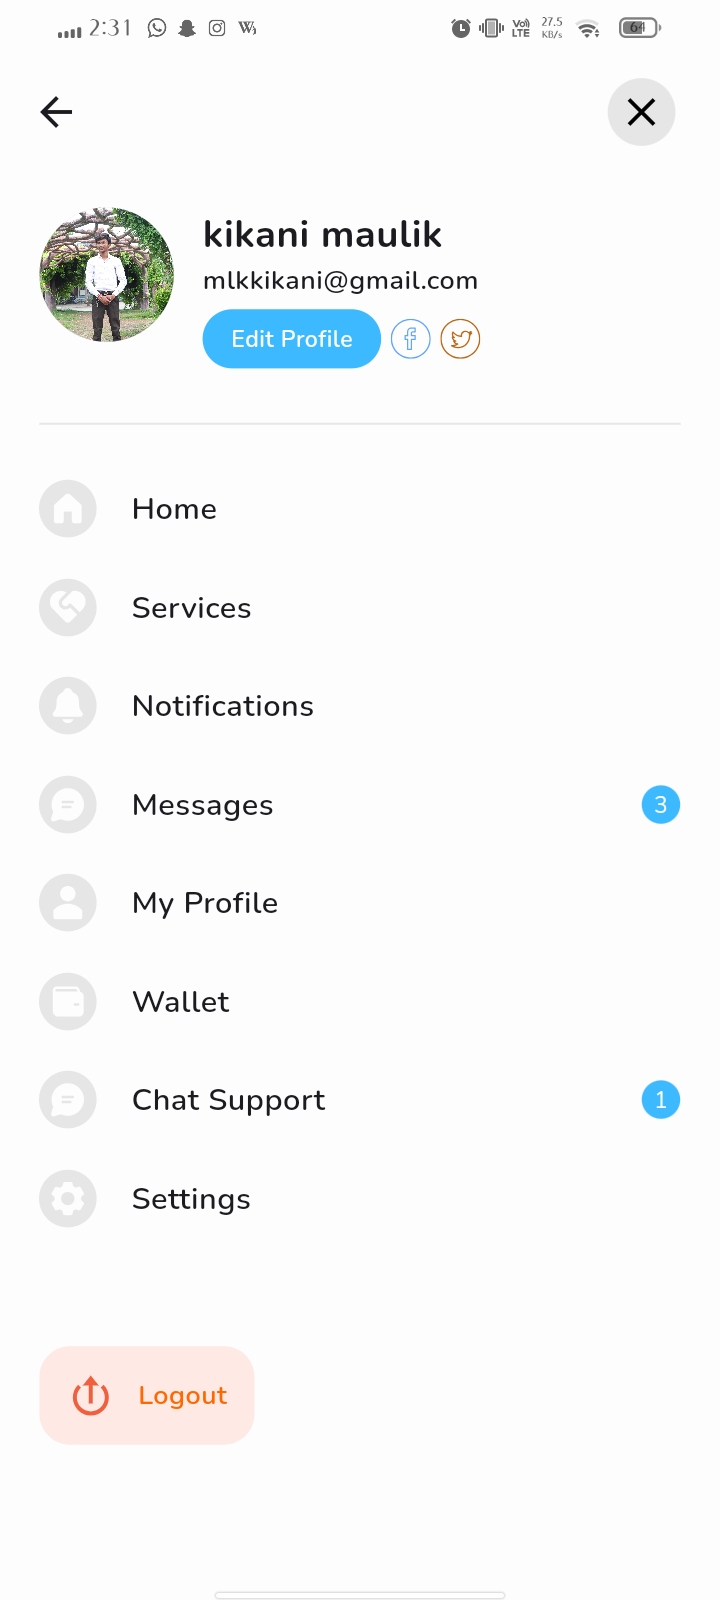 2:31
Vo)
LTE
27.5
KB/s
64
kikani maulik
mlkkikani@gmail.com
Edit Profile
Home
Services
Notifications
Messages
3
My Profile
Wallet
Chat Support
1
Settings
Logout